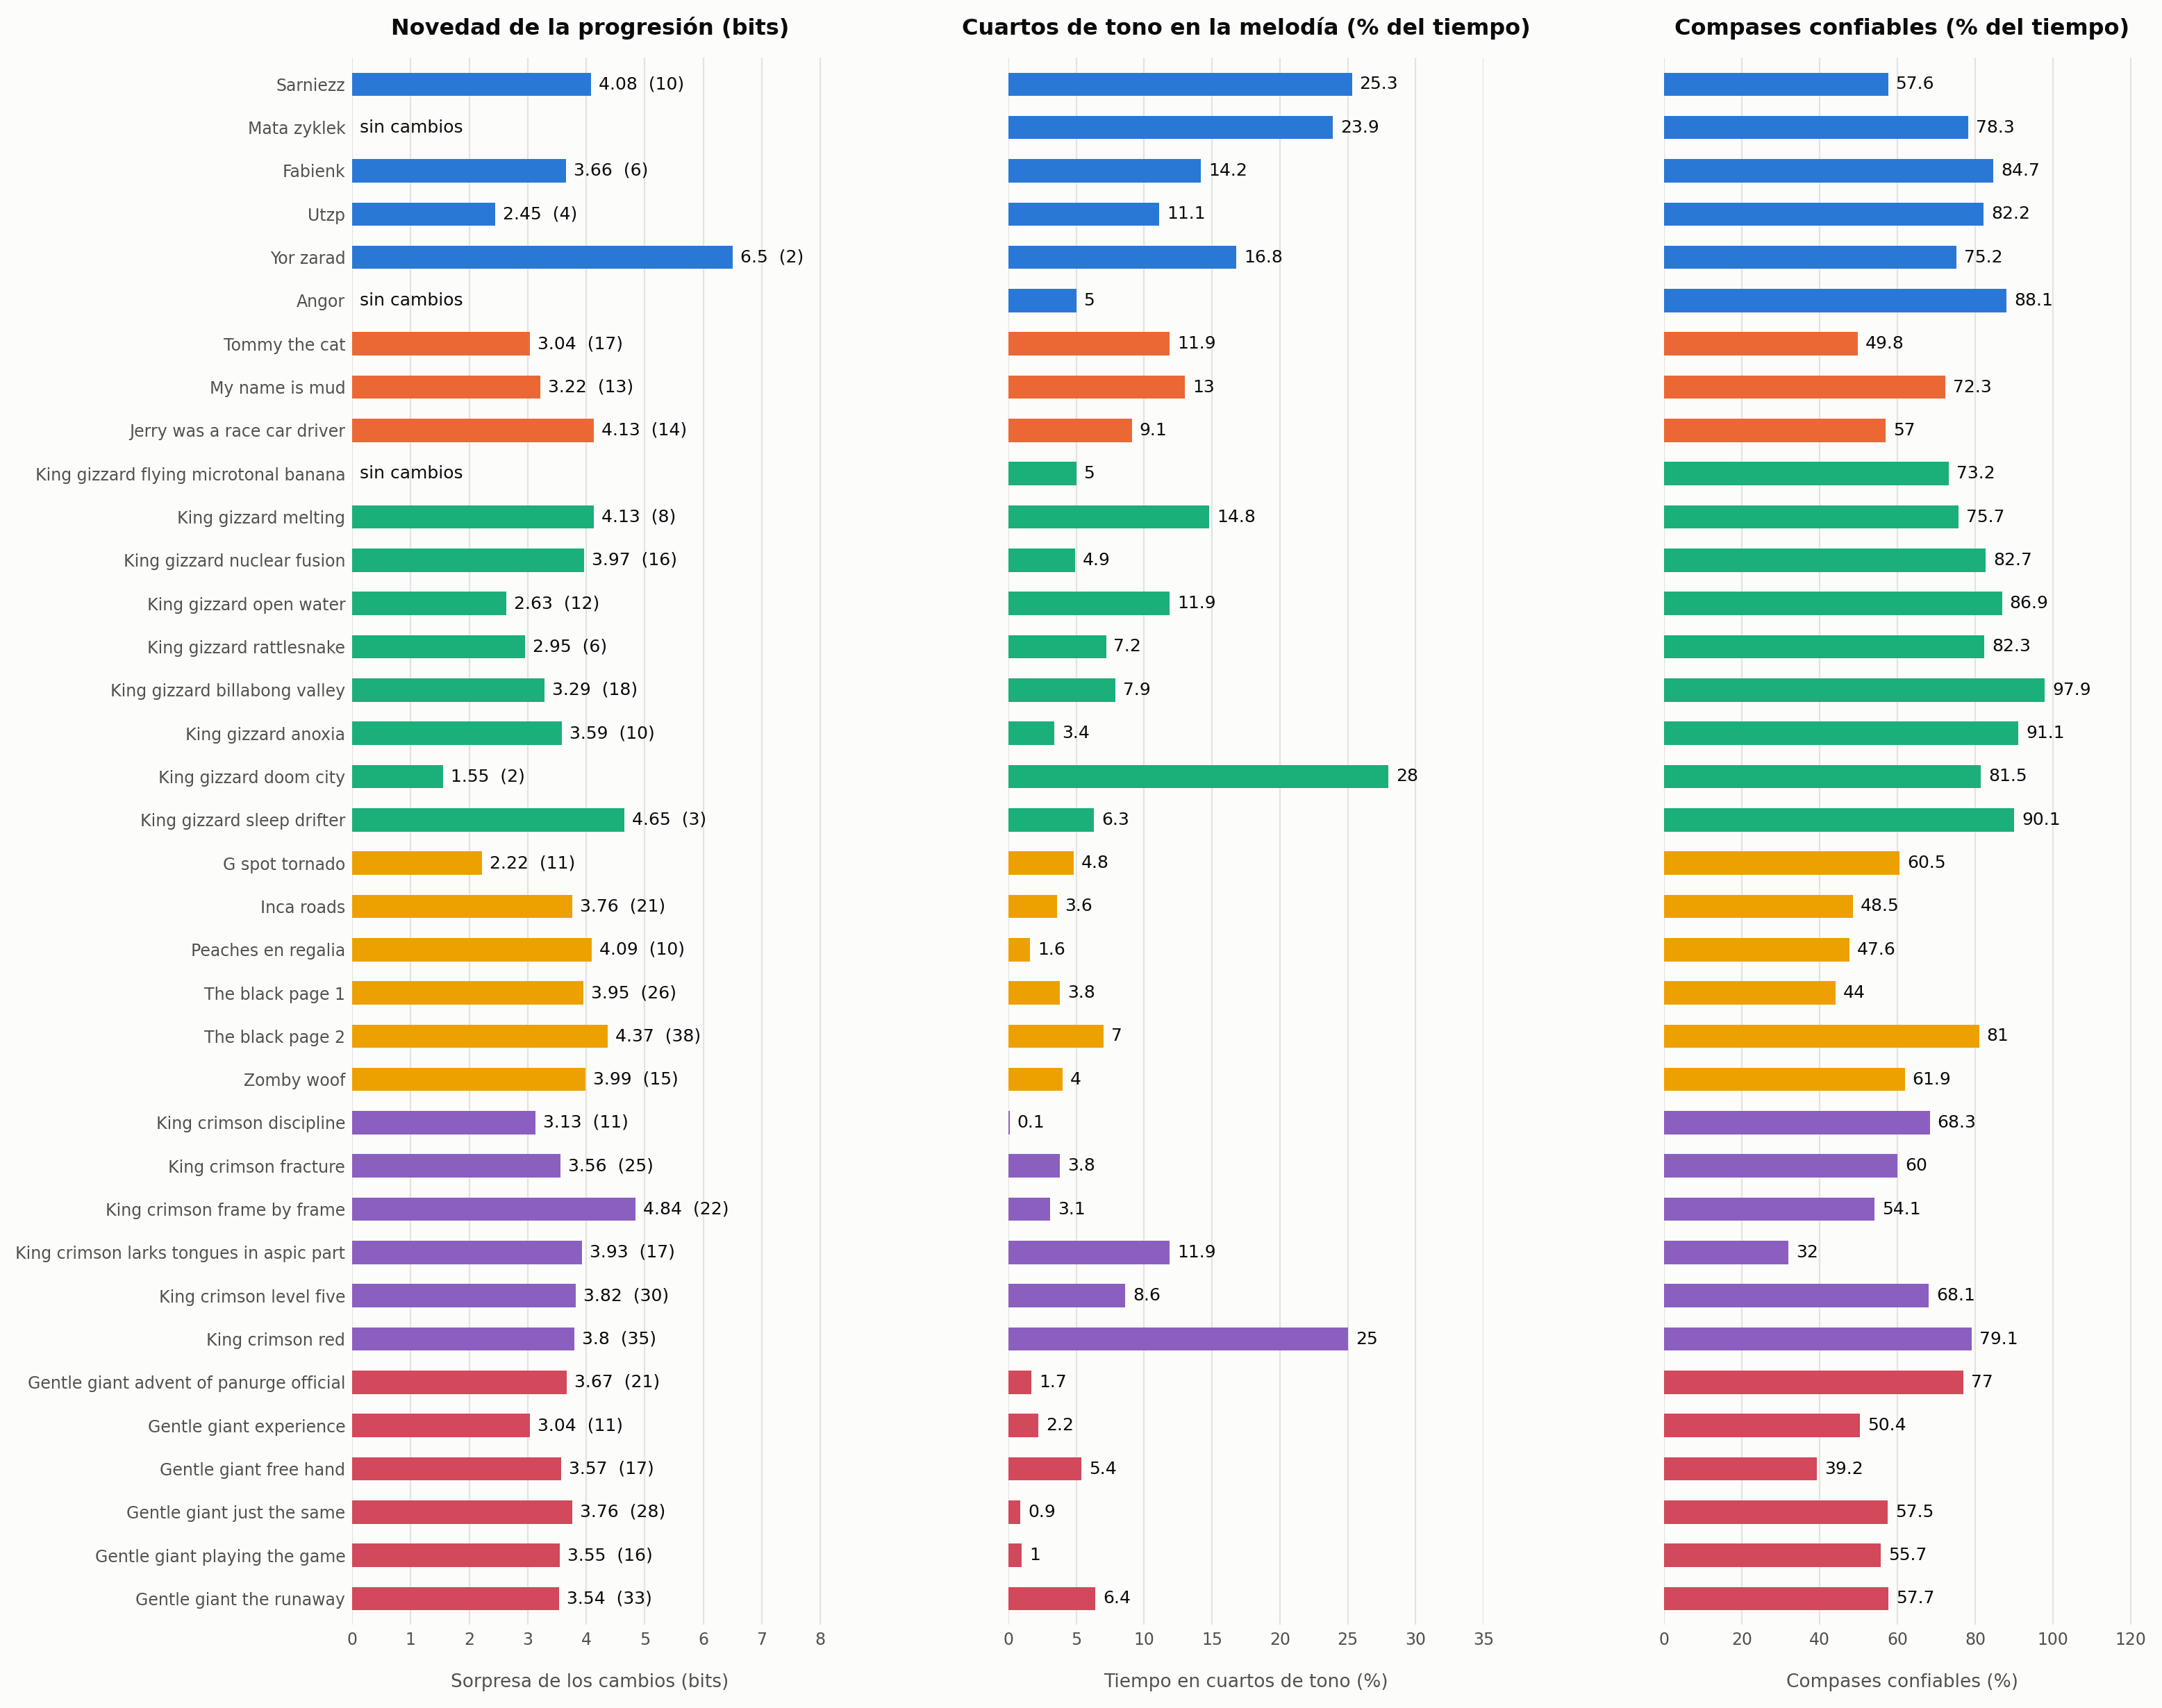 Novedad de la progresión (bits)
Cuartos de tono en la melodía (% del tiempo)
Compases confiables (% del tiempo)
Sarniezz 4.08 (10) 25.3 57.6
Mata zyklek sin cambios 23.9 78.3
Fabienk 3.66 (6) 14.2 84.7
Utzp 2.45 (4) 11.1 82.2
Yor zarad 6.5 (2) 16.8 75.2
Angor sin cambios 5 88.1
Tommy the cat 3.04 (17) 11.9 49.8
My name is mud 3.22 (13) 13 72.3
Jerry was a race car driver 4.13 (14) 9.1 57
King gizzard flying microtonal banana sin cambios 5 73.2
King gizzard melting 4.13 (8) 14.8 75.7
King gizzard nuclear fusion 3.97 (16) 4.9 82.7
King gizzard open water 2.63 (12) 11.9 86.9
King gizzard rattlesnake 2.95 (6) 7.2 82.3
King gizzard billabong valley 3.29 (18) 7.9 97.9
King gizzard anoxia 3.59 (10) 3.4 91.1
King gizzard doom city 1.55 (2) 28 81.5
King gizzard sleep drifter 4.65 (3) 6.3 90.1
G spot tornado 2.22 (11) 4.8 60.5
Inca roads 3.76 (21) 3.6 48.5
Peaches en regalia 4.09 (10) 1.6 47.6
The black page 1 3.95 (26) 3.8 44
The black page 2 4.37 (38) 7 81
Zomby woof 3.99 (15) 4 61.9
King crimson discipline 3.13 (11) 0.1 68.3
King crimson fracture 3.56 (25) 3.8 60
King crimson frame by frame 4.84 (22) 3.1 54.1
King crimson larks tongues in aspic part 3.93 (17) 11.9 32
King crimson level five 3.82 (30) 8.6 68.1
King crimson red 3.8 (35) 25 79.1
Gentle giant advent of panurge official 3.67 (21) 1.7 77
Gentle giant experience 3.04 (11) 2.2 50.4
Gentle giant free hand 3.57 (17) 5.4 39.2
Gentle giant just the same 3.76 (28) 0.9 57.5
Gentle giant playing the game 3.55 (16) 1 55.7
Gentle giant the runaway 3.54 (33) 6.4 57.7
0 1 2 3 4 5 6 7 8
0 5 10 15 20 25 30 35
0 20 40 60 80 100 120
Sorpresa de los cambios (bits)
Tiempo en cuartos de tono (%)
Compases confiables (%)